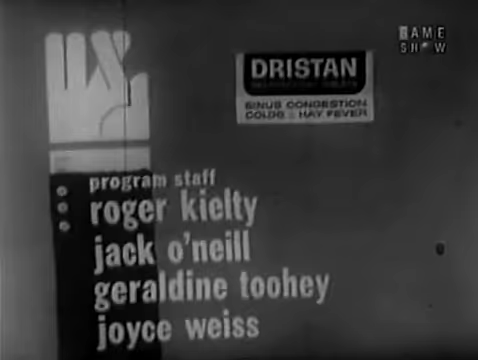 GAME
SHOW
DRISTAN
SINUS CONGESTION
COLDS & HAY FEVER
program staff
roger kielty
jack o'neill
geraldine toohey
joyce weiss